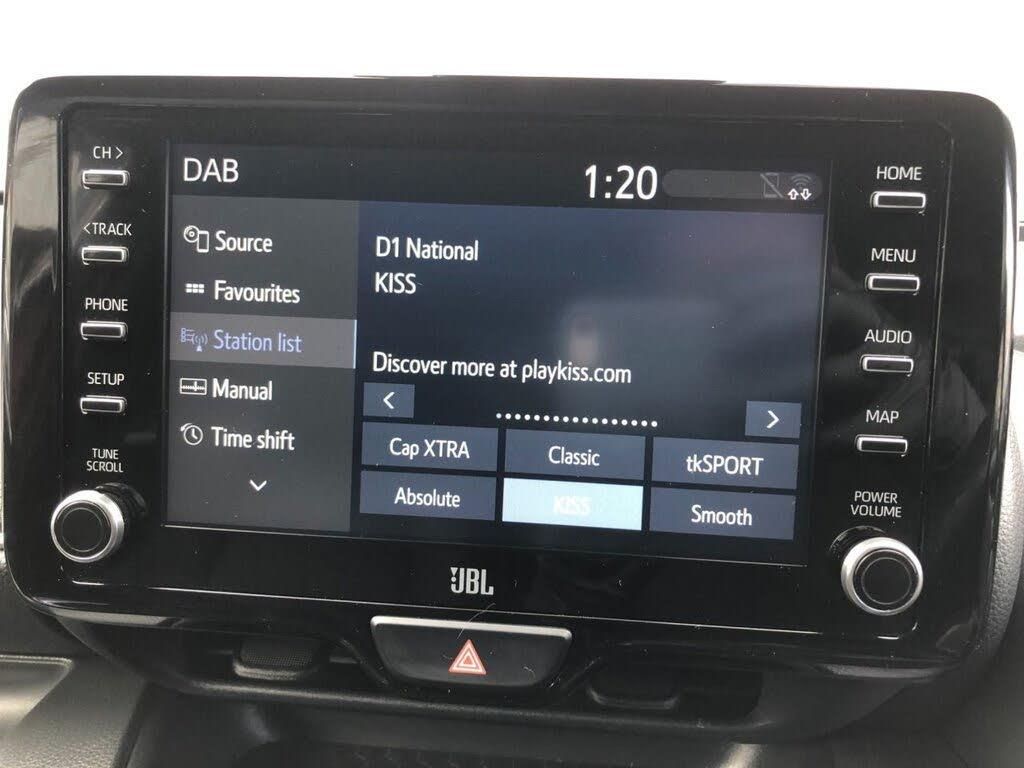 CH >
< TRACK
PHONE
SETUP
TUNE
SCROLL
DAB
1:20
Source
Favourites
Station list
Manual
Time shift
D1 National
KISS
Discover more at playkiss.com
<
>
Cap XTRA
Classic
tkSPORT
Absolute
KISS
Smooth
HOME
MENU
AUDIO
MAP
POWER
VOLUME
JBL